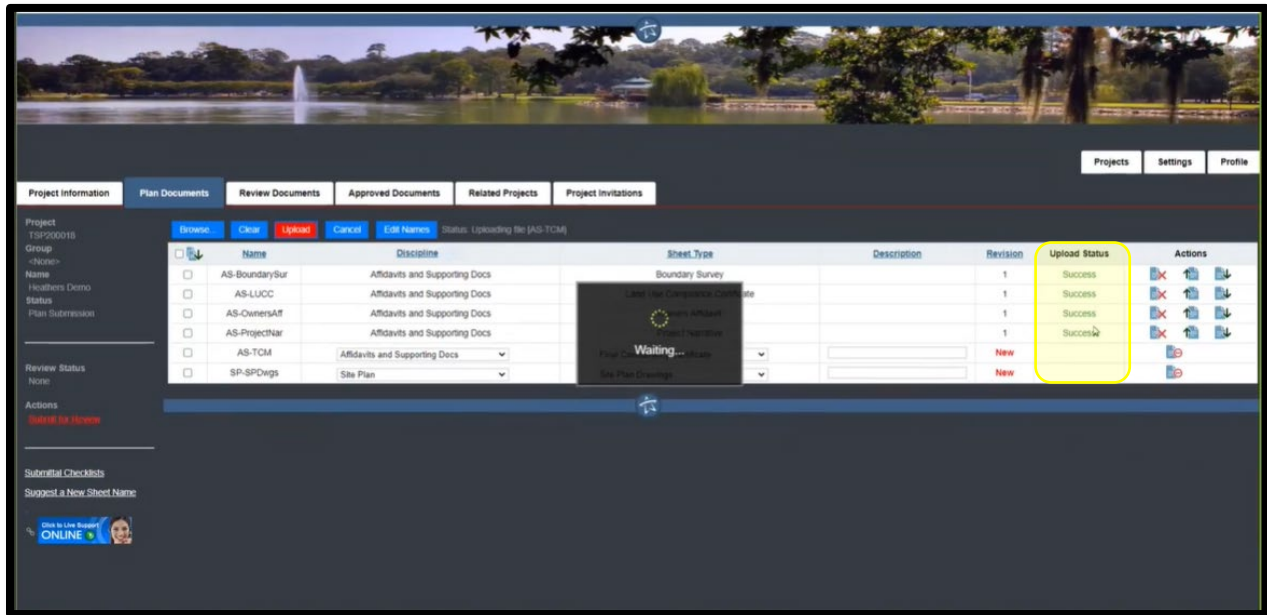 Projects Settings Profile
Project Information Plan Documents Review Documents Approved Documents Related Projects Project Invitations
Project
TSP200018
Group
<None>
Name
Heathers Demo
Status
Plan Submission
Review Status
None
Actions
Submit for Review
Submittal Checklists
Suggest a New Sheet Name
Click to Live Support
ONLINE
Browse... Clear Upload Cancel Edit Names Status: Uploading file [AS-TCM]
Name Discipline Sheet Type Description Revision Upload Status Actions
AS-BoundarySur Affidavits and Supporting Docs Boundary Survey 1 Success
AS-LUCC Affidavits and Supporting Docs Land Use Compliance Certificate 1 Success
AS-OwnersAff Affidavits and Supporting Docs Owners Affidavit 1 Success
AS-ProjectNar Affidavits and Supporting Docs Project Narrative 1 Success
AS-TCM Affidavits and Supporting Docs New
SP-SPDwgs Site Plan Site Plan Drawings New
Waiting...